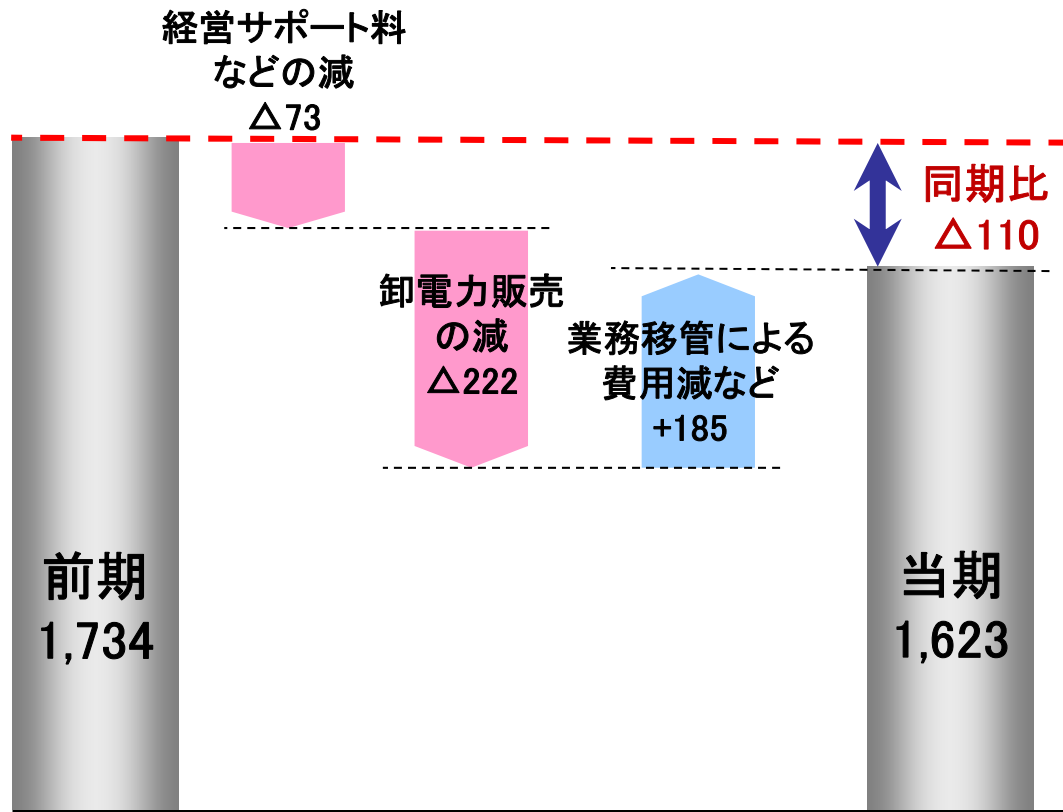 経営サポート料
などの減
△73
同期比
△110
卸電力販売
の減
△222
業務移管による
費用減など
+185
前期
1,734
当期
1,623